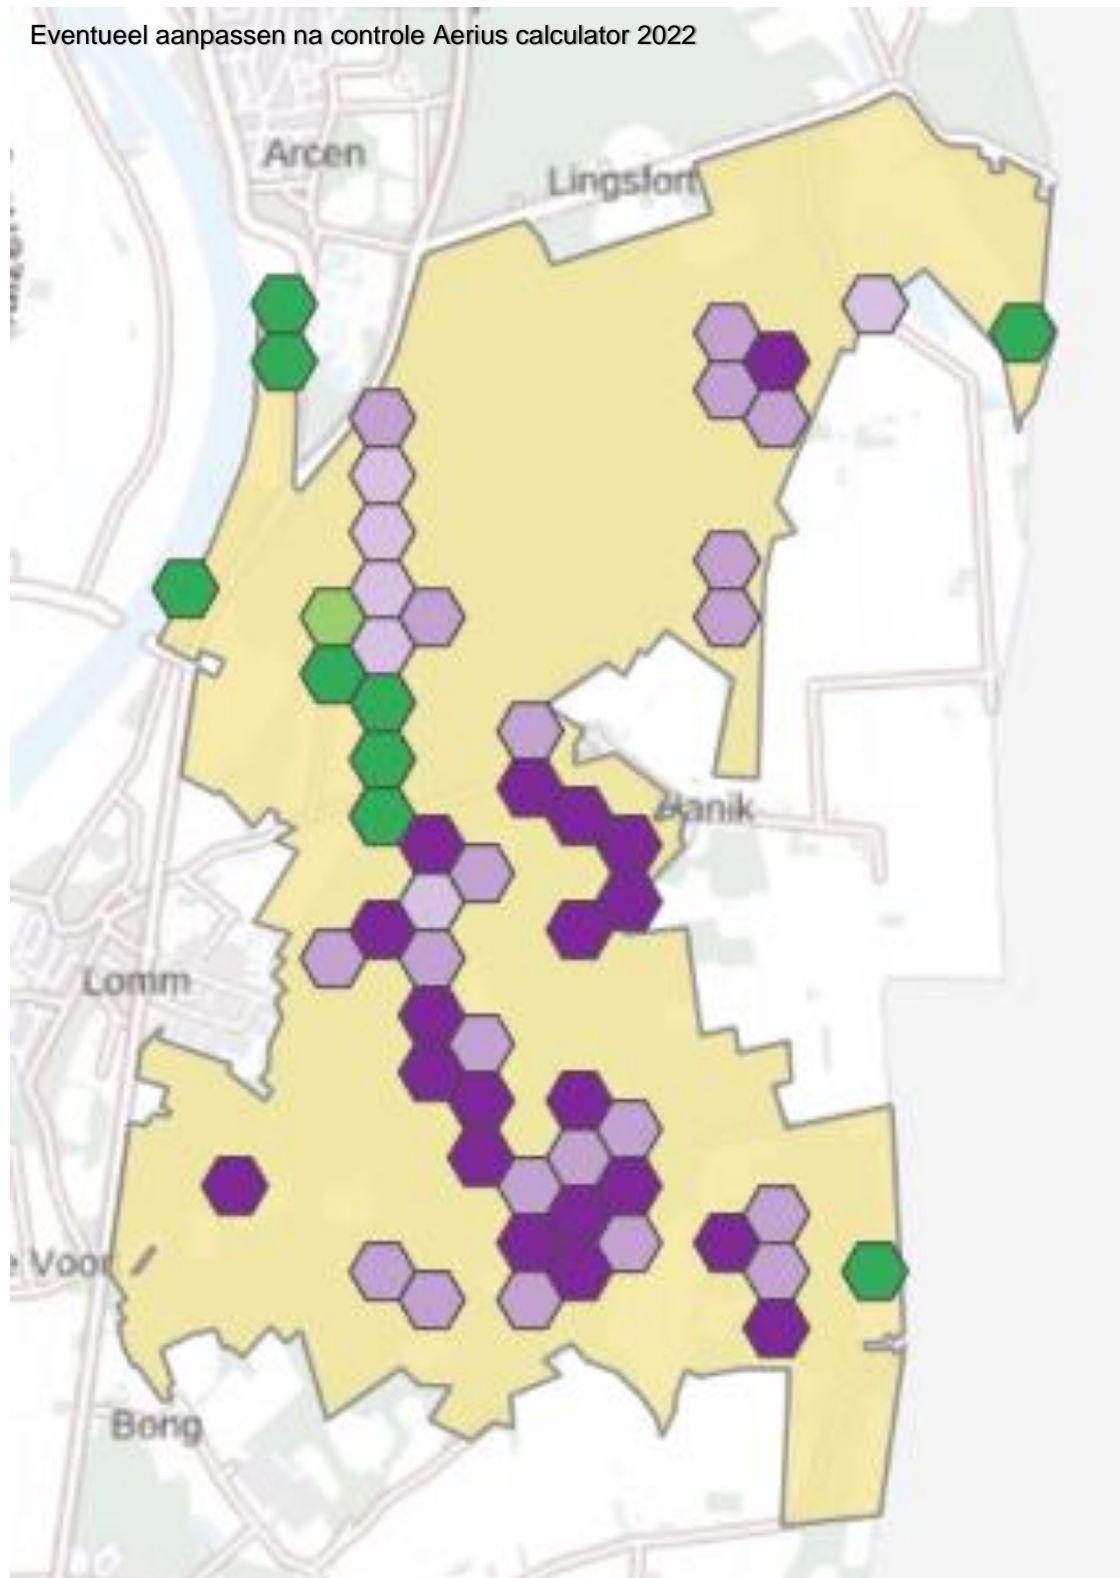 Eventueel aanpassen na controle Aerius calculator 2022
Arcen
Lingsfort
Hanik
Lomm
e Voor
Bong